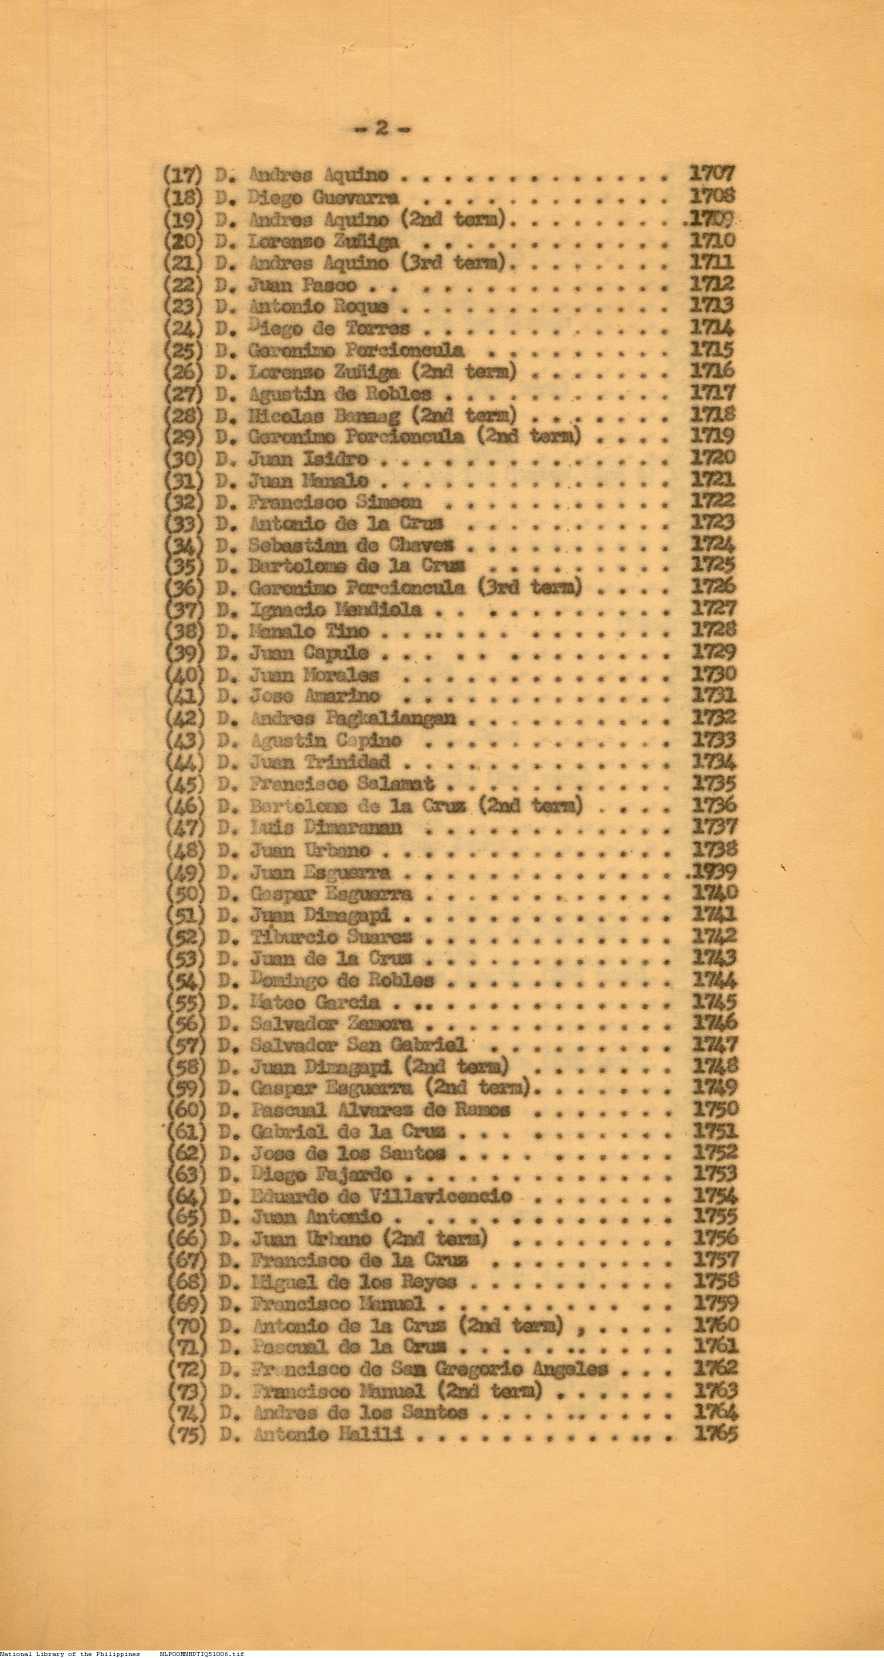 - 2 -
(17) D. Andres Aquino . . . . . . . . . . . . . 1707
(18) D. Diego Guevarra . . . . . . . . . . . . 1708
(19) D. Andres Aquino (2nd term). . . . . . . .1709
(20) D. Lorenzo Zuñiga . . . . . . . . . . . . 1710
(21) D. Andres Aquino (3rd term). . . . . . . . 1711
(22) D. Juan Pasco . . . . . . . . . . . . . . 1712
(23) D. Antonio Roque . . . . . . . . . . . . . 1713
(24) D. Diego de Torres . . . . . . . . . . . . 1714
(25) D. Geronimo Porcioncula . . . . . . . . . 1715
(26) D. Lorenzo Zuñiga (2nd term) . . . . . . . 1716
(27) D. Agustin de Robles . . . . . . . . . . . 1717
(28) D. Nicolas Banaag (2nd term) . . . . . . . 1718
(29) D. Geronimo Porcioncula (2nd term) . . . . 1719
(30) D. Juan Isidro . . . . . . . . . . . . . . 1720
(31) D. Juan Manalo . . . . . . . . . . . . . . 1721
(32) D. Francisco Simeon . . . . . . . . . . . 1722
(33) D. Antonio de la Cruz . . . . . . . . . . 1723
(34) D. Sebastian de Chaves . . . . . . . . . . 1724
(35) D. Bartolome de la Cruz . . . . . . . . . 1725
(36) D. Geronimo Porcioncula (3rd term) . . . . 1726
(37) D. Ignacio Mendiola . . . . . . . . . . . 1727
(38) D. Manalo Tino . . .. . . . . . . . . . . 1728
(39) D. Juan Capule . . . . . . . . . . . . . 1729
(40) D. Juan Morales . . . . . . . . . . . . . 1730
(41) D. Jose Amarino . . . . . . . . . . . . . 1731
(42) D. Andres Pagkaliangan . . . . . . . . . . 1732
(43) D. Agustin Capino . . . . . . . . . . . . 1733
(44) D. Juan Trinidad . . . . . . . . . . . . . 1734
(45) D. Francisco Salamat . . . . . . . . . . . 1735
(46) D. Bartolome de la Cruz (2nd term) . . . . 1736
(47) D. Luis Dimaranan . . . . . . . . . . . . 1737
(48) D. Juan Urbano . . . . . . . . . . . . . . 1738
(49) D. Juan Esguerra . . . . . . . . . . . . .1939
(50) D. Gaspar Esguerra . . . . . . . . . . . . 1740
(51) D. Juan Dimagapi . . . . . . . . . . . . . 1741
(52) D. Tiburcio Suares . . . . . . . . . . . . 1742
(53) D. Juan de la Cruz . . . . . . . . . . . . 1743
(54) D. Domingo de Robles . . . . . . . . . . . 1744
(55) D. Mateo Garcia . .. . . . . . . . . . . . 1745
(56) D. Salvador Zamora . . . . . . . . . . . . 1746
(57) D. Salvador San Gabriel . . . . . . . . . 1747
(58) D. Juan Dimagapi (2nd term) . . . . . . . 1748
(59) D. Gaspar Esguerra (2nd term). . . . . . . 1749
(60) D. Pascual Alvares de Ramos . . . . . . . 1750
(61) D. Gabriel de la Cruz . . . . . . . . . . 1751
(62) D. Jose de los Santos . . . . . . . . . . 1752
(63) D. Diego Fajardo . . . . . . . . . . . . . 1753
(64) D. Eduardo de Villavicencio . . . . . . . 1754
(65) D. Juan Antonio . . . . . . . . . . . . . 1755
(66) D. Juan Urbano (2nd term) . . . . . . . . 1756
(67) D. Francisco de la Cruz . . . . . . . . . 1757
(68) D. Miguel de los Reyes . . . . . . . . . . 1758
(69) D. Francisco Manuel . . . . . . . . . . . 1759
(70) D. Antonio de la Cruz (2nd term) , . . . . 1760
(71) D. Pascual de la Cruz . . . . . .. . . . . 1761
(72) D. Francisco de San Gregorio Angeles . . . 1762
(73) D. Francisco Manuel (2nd term) . . . . . . 1763
(74) D. Andres de los Santos . . . . .. . . . . 1764
(75) D. Antonio Halili . . . . . . . . . . .. . 1765
National Library of the Philippines NLPOOMNHDTIQS1006.tif